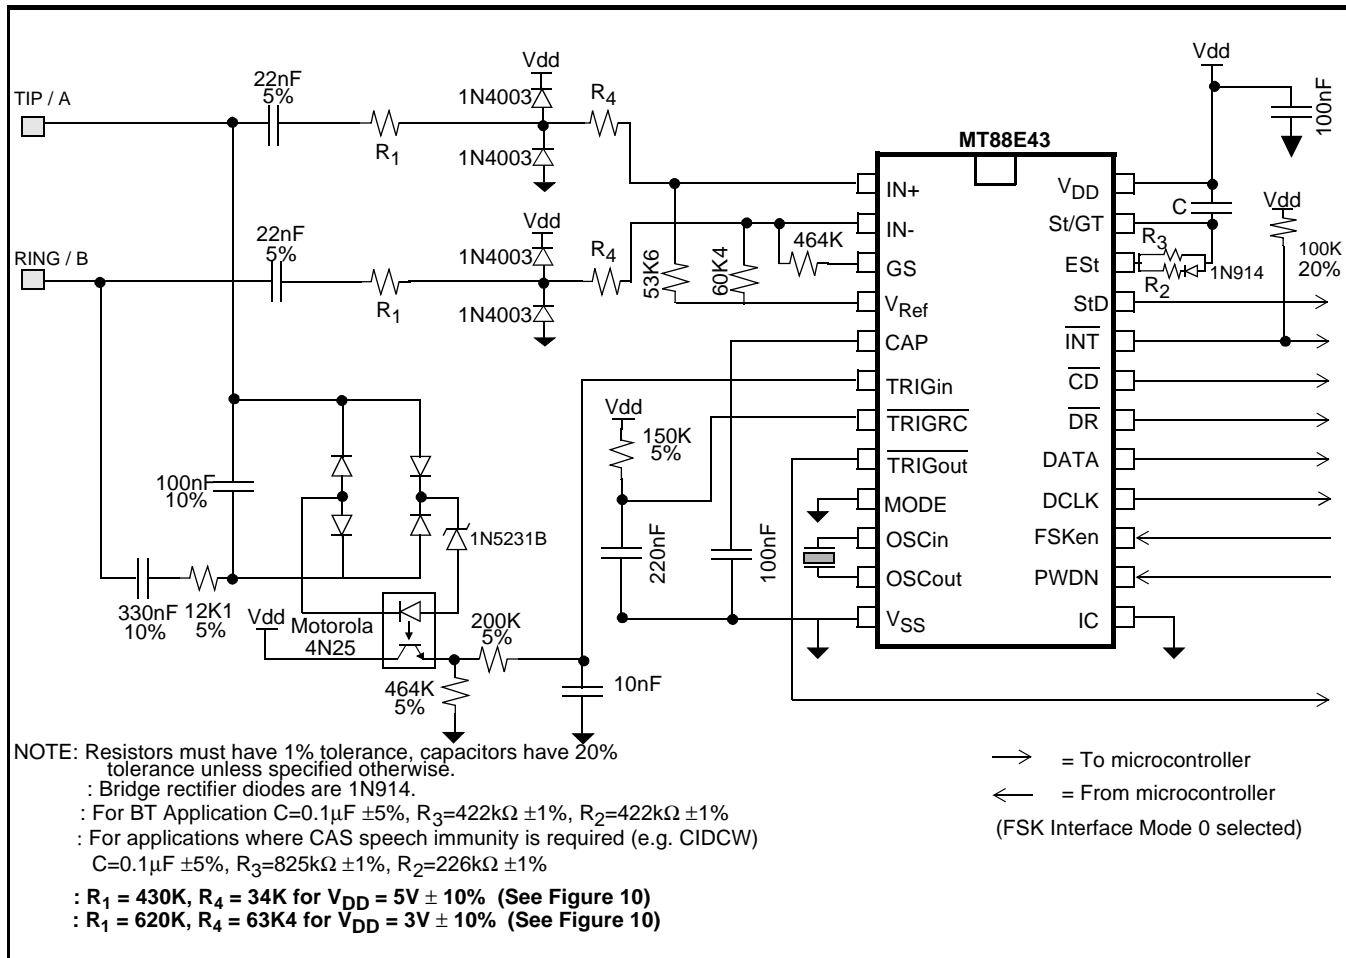 TIP / A
22nF
5%
R1
Vdd
1N4003
1N4003
R4
RING / B
22nF
5%
R1
Vdd
1N4003
1N4003
R4
53K6
60K4
464K
MT88E43
IN+
IN-
GS
VRef
CAP
TRIGin
TRIGRC
TRIGout
MODE
OSCin
OSCout
VSS
VDD
St/GT
ESt
StD
INT
CD
DR
DATA
DCLK
FSKen
PWDN
IC
Vdd
100nF
C
Vdd
R3
R2
1N914
100K
20%
100nF
10%
330nF
10%
12K1
5%
1N5231B
Vdd
Motorola
4N25
200K
5%
464K
5%
10nF
Vdd
150K
5%
220nF
100nF
NOTE: Resistors must have 1% tolerance, capacitors have 20%
tolerance unless specified otherwise.
: Bridge rectifier diodes are 1N914.
: For BT Application C=0.1µF ±5%, R3=422kΩ ±1%, R2=422kΩ ±1%
: For applications where CAS speech immunity is required (e.g. CIDCW)
C=0.1µF ±5%, R3=825kΩ ±1%, R2=226kΩ ±1%
: R1 = 430K, R4 = 34K for VDD = 5V ± 10% (See Figure 10)
: R1 = 620K, R4 = 63K4 for VDD = 3V ± 10% (See Figure 10)
= To microcontroller
= From microcontroller
(FSK Interface Mode 0 selected)